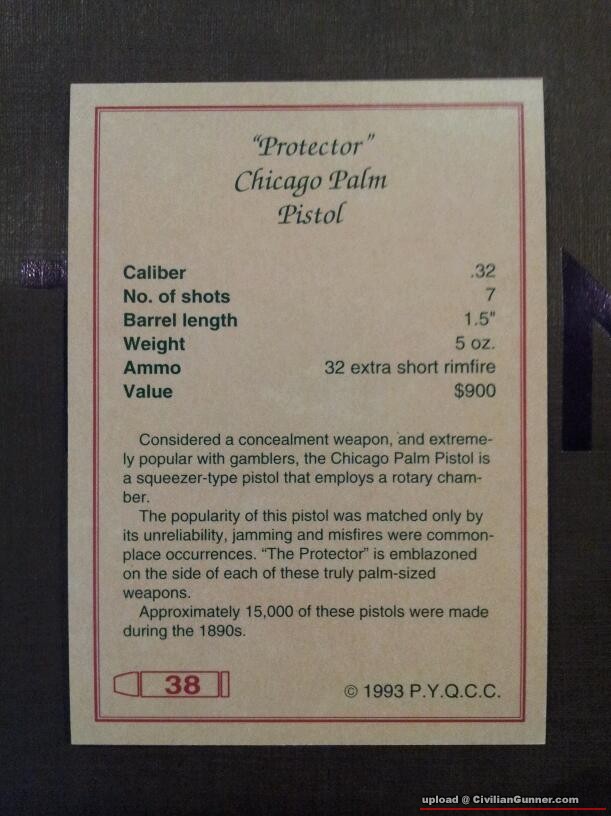 "Protector"
Chicago Palm
Pistol
Caliber .32
No. of shots 7
Barrel length 1.5"
Weight 5 oz.
Ammo 32 extra short rimfire
Value $900
Considered a concealment weapon, and extreme-
ly popular with gamblers, the Chicago Palm Pistol is
a squeezer-type pistol that employs a rotary cham-
ber.
The popularity of this pistol was matched only by
its unreliability, jamming and misfires were common-
place occurrences. "The Protector" is emblazoned
on the side of each of these truly palm-sized
weapons.
Approximately 15,000 of these pistols were made
during the 1890s.
38
© 1993 P.Y.Q.C.C.
upload @ CivilianGunner.com